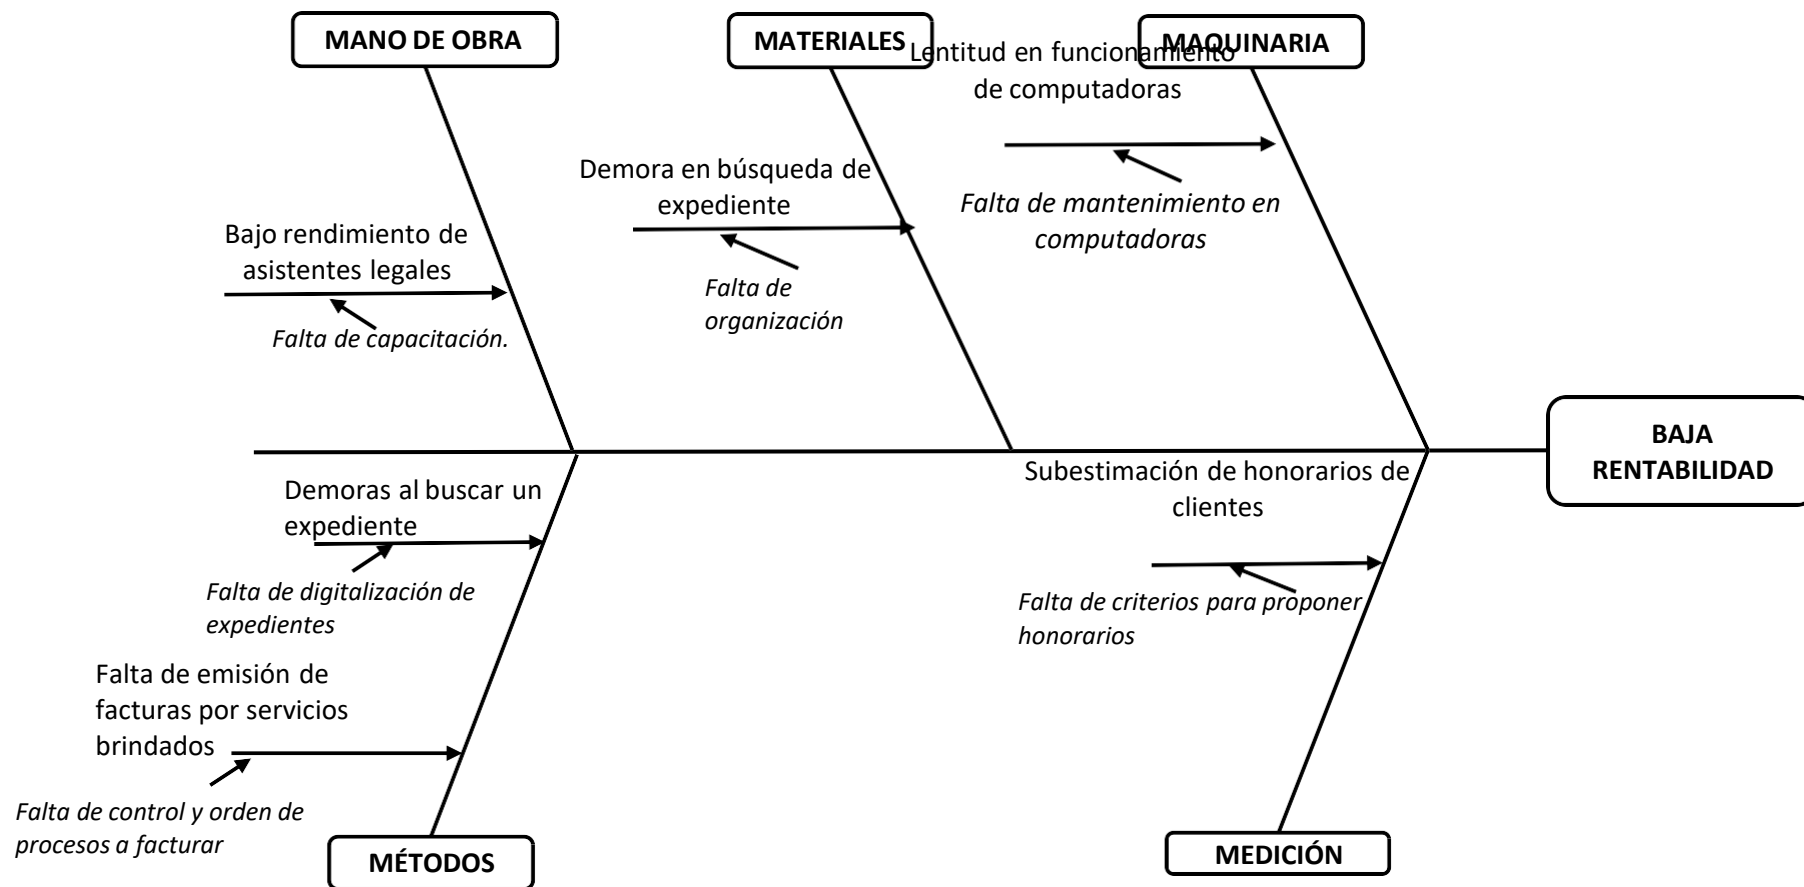 MANO DE OBRA
MATERIALES
MAQUINARIA
Lentitud en funcionamiento
de computadoras
Demora en búsqueda de
expediente
Falta de mantenimiento en
computadoras
Bajo rendimiento de
asistentes legales
Falta de
organización
Falta de capacitación.
BAJA
RENTABILIDAD
Demoras al buscar un
expediente
Subestimación de honorarios de
clientes
Falta de digitalización de
expedientes
Falta de criterios para proponer
honorarios
Falta de emisión de
facturas por servicios
brindados
Falta de control y orden de
procesos a facturar
MÉTODOS
MEDICIÓN